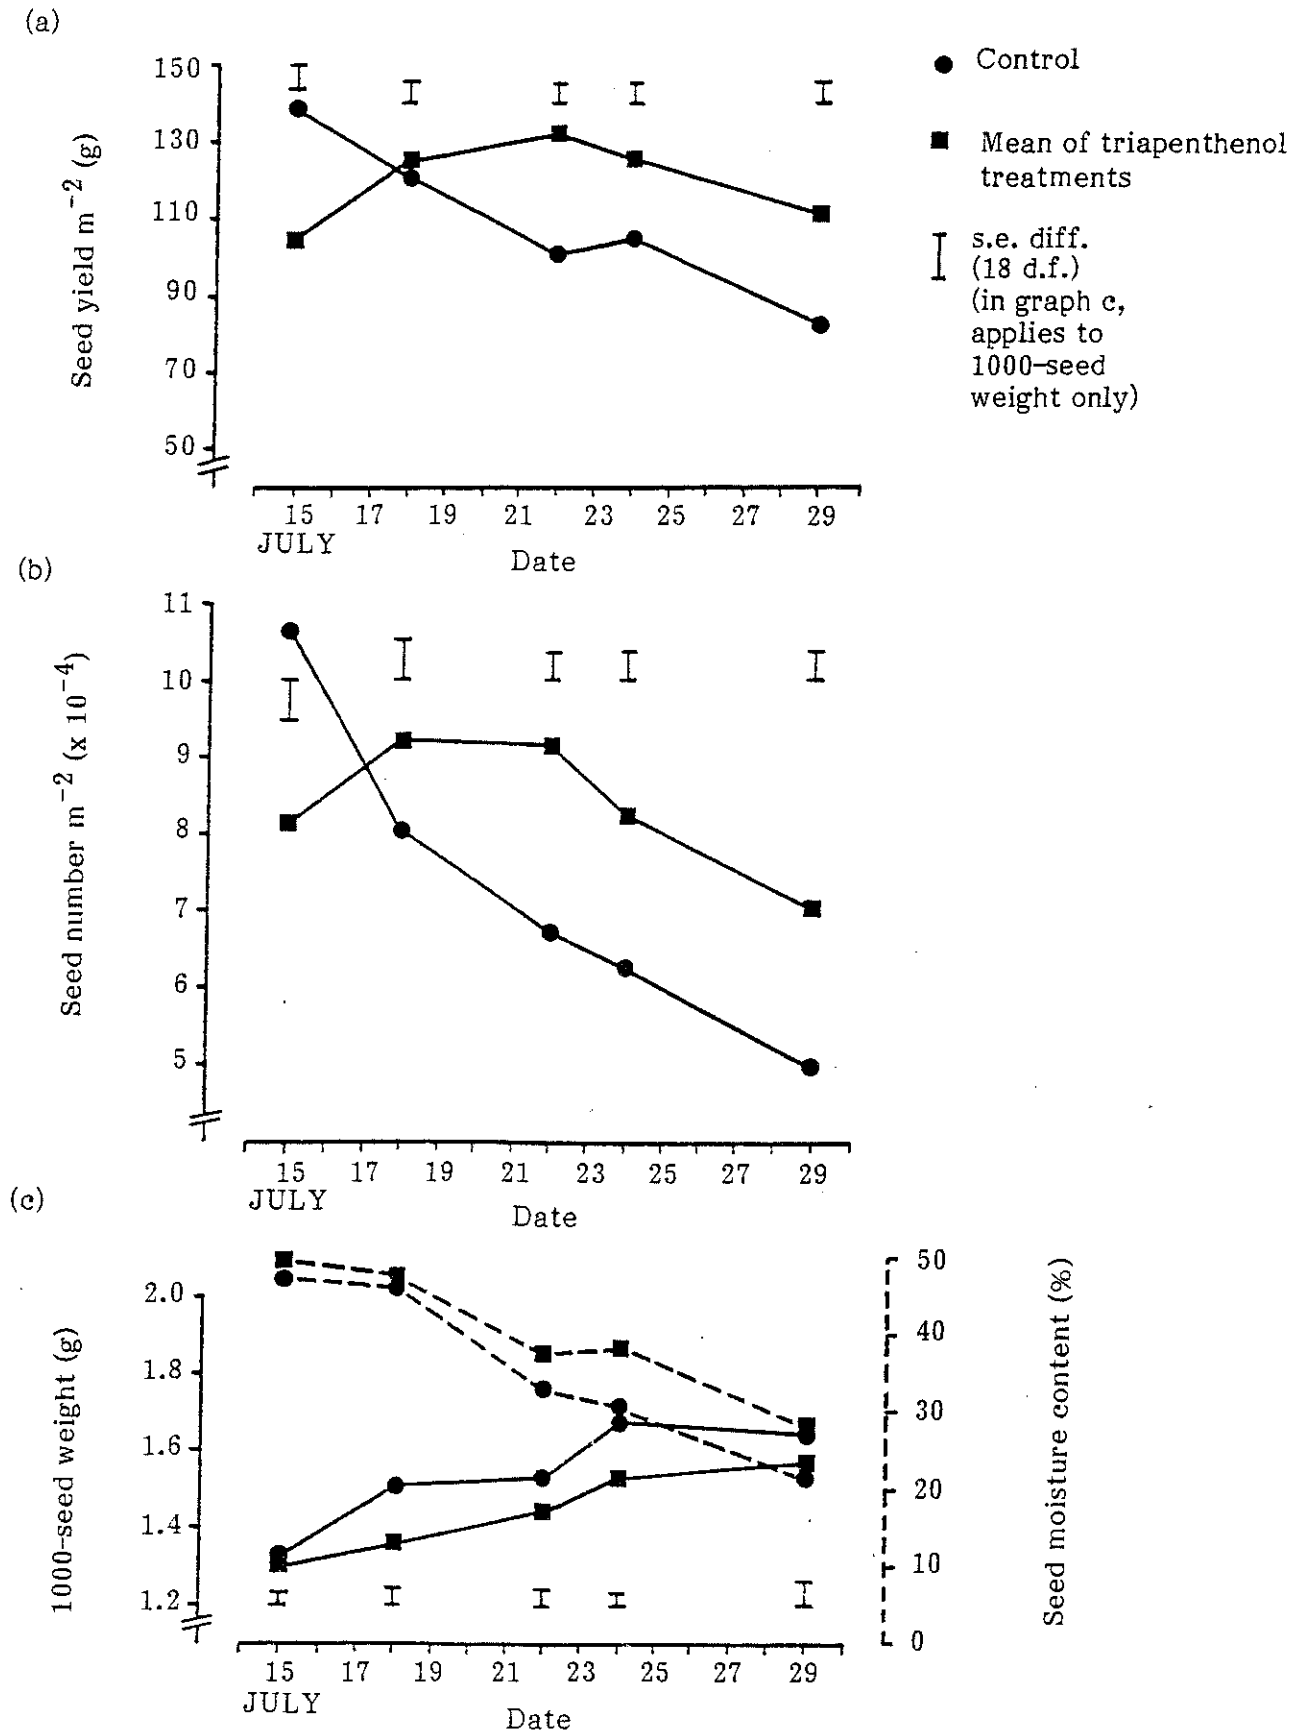 (a)
Seed yield m⁻² (g)
150
130
110
90
70
50
15 17 19 21 23 25 27 29
JULY
Date
● Control
■ Mean of triapenthenol
treatments
s.e. diff.
(18 d.f.)
(in graph c,
applies to
1000-seed
weight only)
(b)
Seed number m⁻² (x 10⁻⁴)
11
10
9
8
7
6
5
15 17 19 21 23 25 27 29
JULY
Date
(c)
1000-seed weight (g)
2.0
1.8
1.6
1.4
1.2
15 17 19 21 23 25 27 29
JULY
Date
50
40
30
20
10
0
Seed moisture content (%)